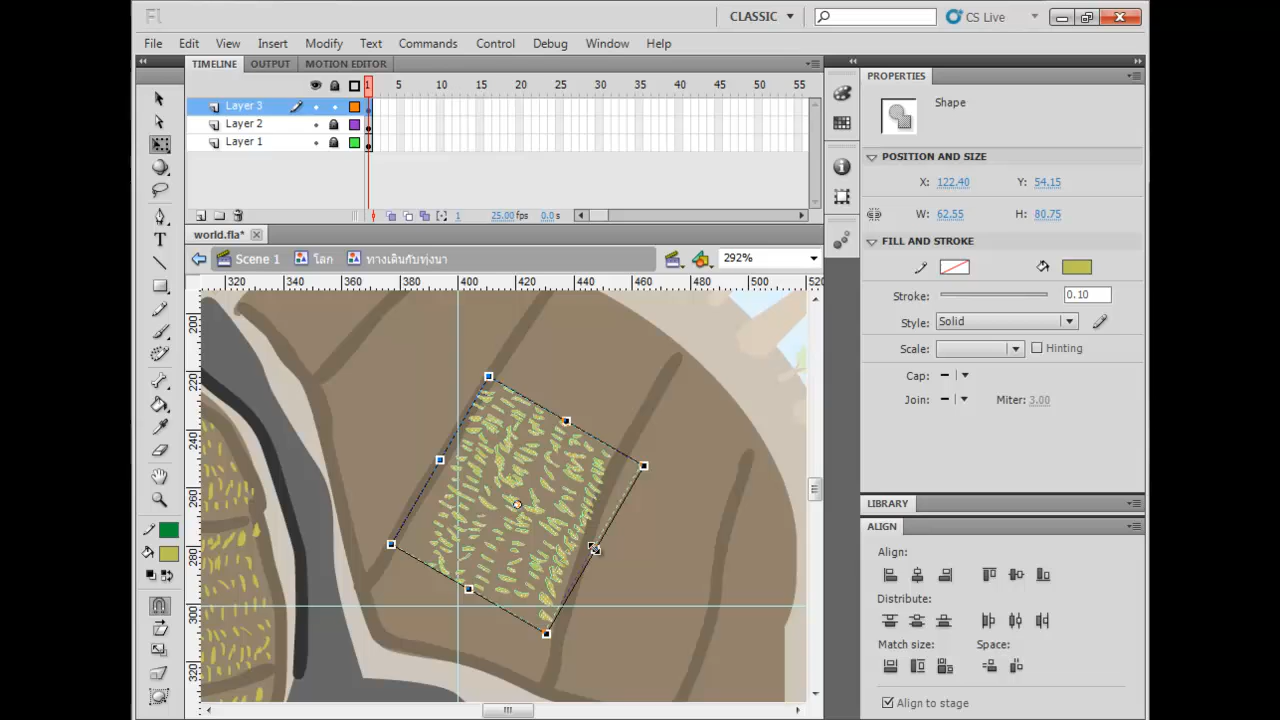 Fl
CLASSIC
CS Live
File Edit View Insert Modify Text Commands Control Debug Window Help
TIMELINE OUTPUT MOTION EDITOR
1 5 10 15 20 25 30 35 40 45 50 55
Layer 3
Layer 2
Layer 1
1 25.00 fps 0.0 s
world.fla*
Scene 1 โลก ทางเดินกับทุ่งนา 292%
320 340 360 380 400 420 440 460 480 500 520
200
220
240
260
280
300
320
PROPERTIES
Shape
POSITION AND SIZE
X: 122.40 Y: 54.15
W: 62.55 H: 80.75
FILL AND STROKE
Stroke: 0.10
Style: Solid
Scale: Hinting
Cap:
Join: Miter: 3.00
LIBRARY
ALIGN
Align:
Distribute:
Match size: Space:
Align to stage